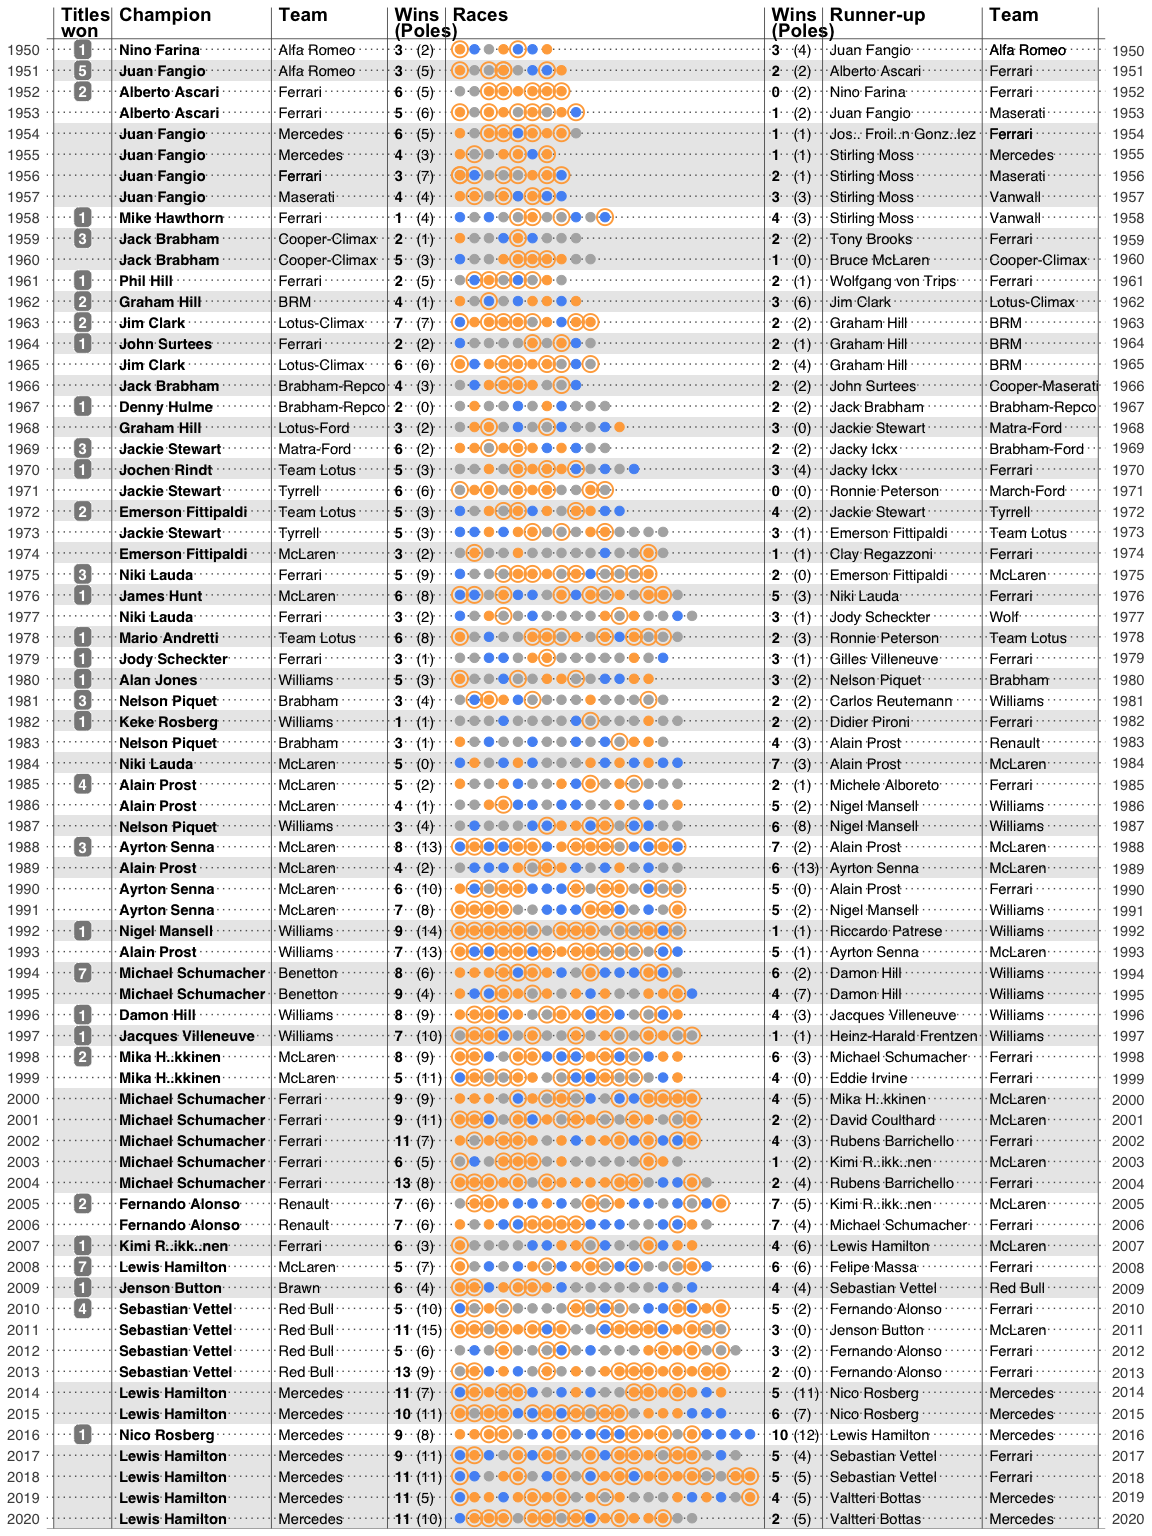 Titles won Champion Team Wins (Poles) Races Wins (Poles) Runner-up Team
1950 1 Nino Farina Alfa Romeo 3 (2) 3 (4) Juan Fangio Alfa Romeo 1950
1951 5 Juan Fangio Alfa Romeo 3 (5) 2 (2) Alberto Ascari Ferrari 1951
1952 2 Alberto Ascari Ferrari 6 (5) 0 (2) Nino Farina Ferrari 1952
1953 Alberto Ascari Ferrari 5 (6) 1 (2) Juan Fangio Maserati 1953
1954 Juan Fangio Mercedes 6 (5) 1 (1) Jos.. Froil..n Gonz..lez Ferrari 1954
1955 Juan Fangio Mercedes 4 (3) 1 (1) Stirling Moss Mercedes 1955
1956 Juan Fangio Ferrari 3 (7) 2 (1) Stirling Moss Maserati 1956
1957 Juan Fangio Maserati 4 (4) 3 (3) Stirling Moss Vanwall 1957
1958 1 Mike Hawthorn Ferrari 1 (4) 4 (3) Stirling Moss Vanwall 1958
1959 3 Jack Brabham Cooper-Climax 2 (1) 2 (2) Tony Brooks Ferrari 1959
1960 Jack Brabham Cooper-Climax 5 (3) 1 (0) Bruce McLaren Cooper-Climax 1960
1961 1 Phil Hill Ferrari 2 (5) 2 (1) Wolfgang von Trips Ferrari 1961
1962 2 Graham Hill BRM 4 (1) 3 (6) Jim Clark Lotus-Climax 1962
1963 2 Jim Clark Lotus-Climax 7 (7) 2 (2) Graham Hill BRM 1963
1964 1 John Surtees Ferrari 2 (2) 2 (1) Graham Hill BRM 1964
1965 Jim Clark Lotus-Climax 6 (6) 2 (4) Graham Hill BRM 1965
1966 Jack Brabham Brabham-Repco 4 (3) 2 (2) John Surtees Cooper-Maserati 1966
1967 1 Denny Hulme Brabham-Repco 2 (0) 2 (2) Jack Brabham Brabham-Repco 1967
1968 Graham Hill Lotus-Ford 3 (2) 3 (0) Jackie Stewart Matra-Ford 1968
1969 3 Jackie Stewart Matra-Ford 6 (2) 2 (2) Jacky Ickx Brabham-Ford 1969
1970 1 Jochen Rindt Team Lotus 5 (3) 3 (4) Jacky Ickx Ferrari 1970
1971 Jackie Stewart Tyrrell 6 (6) 0 (0) Ronnie Peterson March-Ford 1971
1972 2 Emerson Fittipaldi Team Lotus 5 (3) 4 (2) Jackie Stewart Tyrrell 1972
1973 Jackie Stewart Tyrrell 5 (3) 3 (1) Emerson Fittipaldi Team Lotus 1973
1974 Emerson Fittipaldi McLaren 3 (2) 1 (1) Clay Regazzoni Ferrari 1974
1975 3 Niki Lauda Ferrari 5 (9) 2 (0) Emerson Fittipaldi McLaren 1975
1976 1 James Hunt McLaren 6 (8) 5 (3) Niki Lauda Ferrari 1976
1977 Niki Lauda Ferrari 3 (2) 3 (1) Jody Scheckter Wolf 1977
1978 1 Mario Andretti Team Lotus 6 (8) 2 (3) Ronnie Peterson Team Lotus 1978
1979 1 Jody Scheckter Ferrari 3 (1) 3 (1) Gilles Villeneuve Ferrari 1979
1980 1 Alan Jones Williams 5 (3) 3 (2) Nelson Piquet Brabham 1980
1981 3 Nelson Piquet Brabham 3 (4) 2 (2) Carlos Reutemann Williams 1981
1982 1 Keke Rosberg Williams 1 (1) 2 (2) Didier Pironi Ferrari 1982
1983 Nelson Piquet Brabham 3 (1) 4 (3) Alain Prost Renault 1983
1984 Niki Lauda McLaren 5 (0) 7 (3) Alain Prost McLaren 1984
1985 4 Alain Prost McLaren 5 (2) 2 (1) Michele Alboreto Ferrari 1985
1986 Alain Prost McLaren 4 (1) 5 (2) Nigel Mansell Williams 1986
1987 Nelson Piquet Williams 3 (4) 6 (8) Nigel Mansell Williams 1987
1988 3 Ayrton Senna McLaren 8 (13) 7 (2) Alain Prost McLaren 1988
1989 Alain Prost McLaren 4 (2) 6 (13) Ayrton Senna McLaren 1989
1990 Ayrton Senna McLaren 6 (10) 5 (0) Alain Prost Ferrari 1990
1991 Ayrton Senna McLaren 7 (8) 5 (2) Nigel Mansell Williams 1991
1992 1 Nigel Mansell Williams 9 (14) 1 (1) Riccardo Patrese Williams 1992
1993 Alain Prost Williams 7 (13) 5 (1) Ayrton Senna McLaren 1993
1994 7 Michael Schumacher Benetton 8 (6) 6 (2) Damon Hill Williams 1994
1995 Michael Schumacher Benetton 9 (4) 4 (7) Damon Hill Williams 1995
1996 1 Damon Hill Williams 8 (9) 4 (3) Jacques Villeneuve Williams 1996
1997 1 Jacques Villeneuve Williams 7 (10) 1 (1) Heinz-Harald Frentzen Williams 1997
1998 2 Mika H..kkinen McLaren 8 (9) 6 (3) Michael Schumacher Ferrari 1998
1999 Mika H..kkinen McLaren 5 (11) 4 (0) Eddie Irvine Ferrari 1999
2000 Michael Schumacher Ferrari 9 (9) 4 (5) Mika H..kkinen McLaren 2000
2001 Michael Schumacher Ferrari 9 (11) 2 (2) David Coulthard McLaren 2001
2002 Michael Schumacher Ferrari 11 (7) 4 (3) Rubens Barrichello Ferrari 2002
2003 Michael Schumacher Ferrari 6 (5) 1 (2) Kimi R..ikk..nen McLaren 2003
2004 Michael Schumacher Ferrari 13 (8) 2 (4) Rubens Barrichello Ferrari 2004
2005 2 Fernando Alonso Renault 7 (6) 7 (5) Kimi R..ikk..nen McLaren 2005
2006 Fernando Alonso Renault 7 (6) 7 (4) Michael Schumacher Ferrari 2006
2007 1 Kimi R..ikk..nen Ferrari 6 (3) 4 (6) Lewis Hamilton McLaren 2007
2008 7 Lewis Hamilton McLaren 5 (7) 6 (6) Felipe Massa Ferrari 2008
2009 1 Jenson Button Brawn 6 (4) 4 (4) Sebastian Vettel Red Bull 2009
2010 4 Sebastian Vettel Red Bull 5 (10) 5 (2) Fernando Alonso Ferrari 2010
2011 Sebastian Vettel Red Bull 11 (15) 3 (0) Jenson Button McLaren 2011
2012 Sebastian Vettel Red Bull 5 (6) 3 (2) Fernando Alonso Ferrari 2012
2013 Sebastian Vettel Red Bull 13 (9) 2 (0) Fernando Alonso Ferrari 2013
2014 Lewis Hamilton Mercedes 11 (7) 5 (11) Nico Rosberg Mercedes 2014
2015 Lewis Hamilton Mercedes 10 (11) 6 (7) Nico Rosberg Mercedes 2015
2016 1 Nico Rosberg Mercedes 9 (8) 10 (12) Lewis Hamilton Mercedes 2016
2017 Lewis Hamilton Mercedes 9 (11) 5 (4) Sebastian Vettel Ferrari 2017
2018 Lewis Hamilton Mercedes 11 (11) 5 (5) Sebastian Vettel Ferrari 2018
2019 Lewis Hamilton Mercedes 11 (5) 4 (5) Valtteri Bottas Mercedes 2019
2020 Lewis Hamilton Mercedes 11 (10) 2 (5) Valtteri Bottas Mercedes 2020